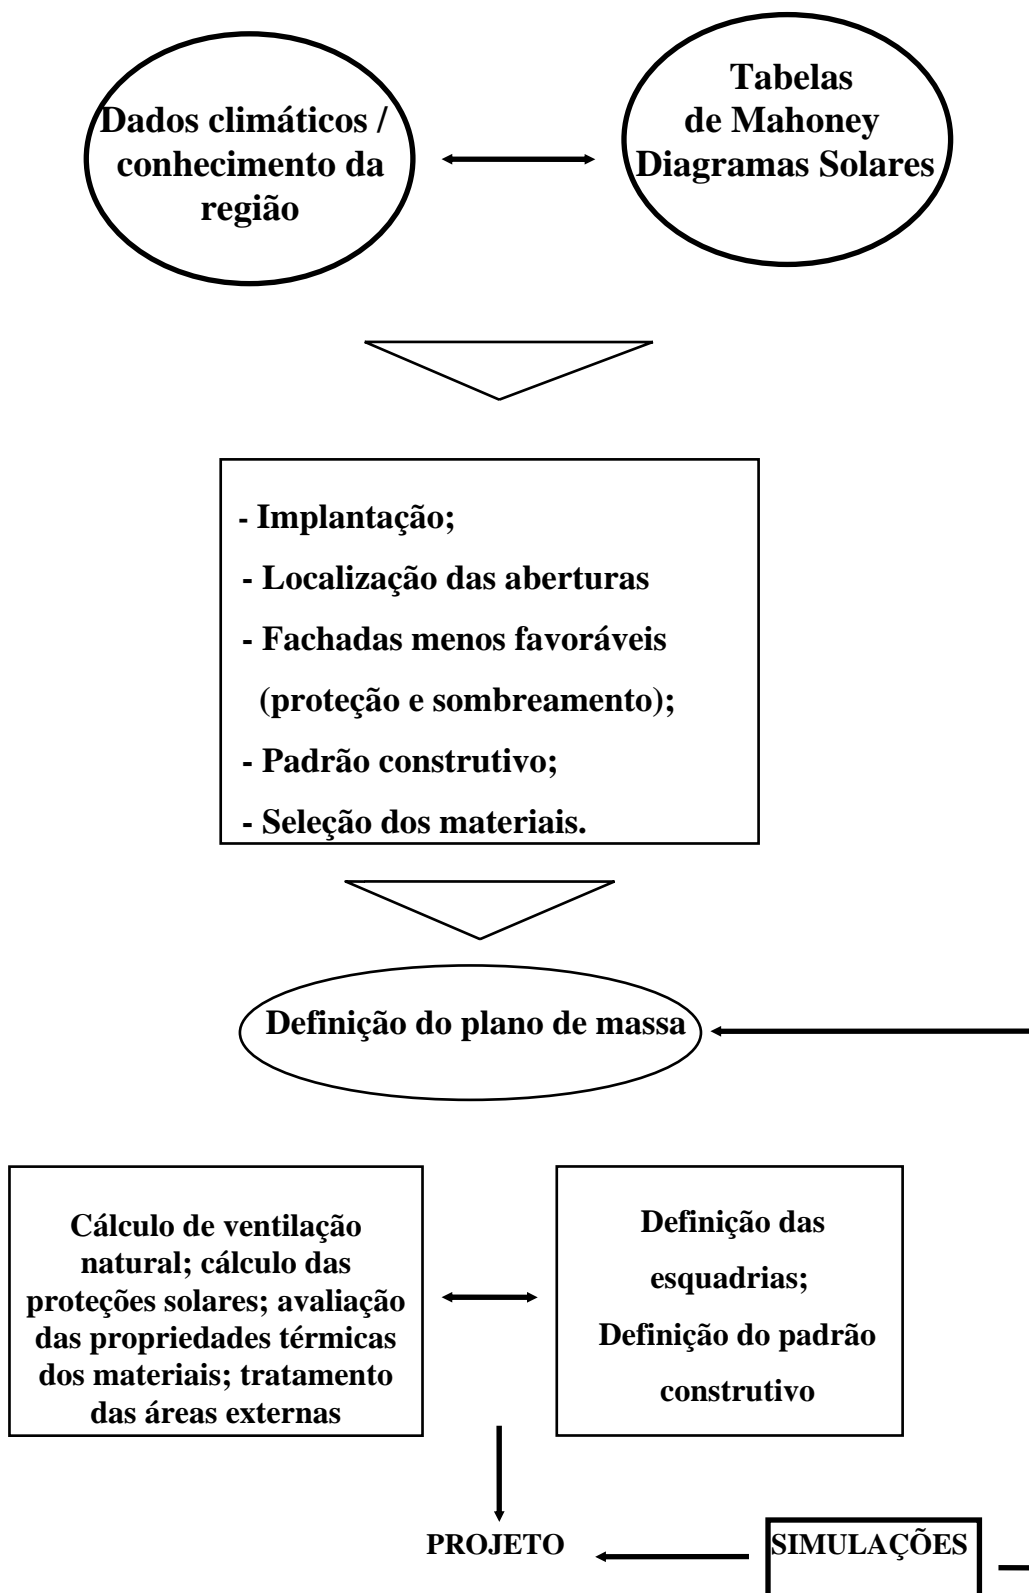 Dados climáticos /
conhecimento da
região
Tabelas
de Mahoney
Diagramas Solares
- Implantação;
- Localização das aberturas
- Fachadas menos favoráveis
(proteção e sombreamento);
- Padrão construtivo;
- Seleção dos materiais.
Definição do plano de massa
Cálculo de ventilação
natural; cálculo das
proteções solares; avaliação
das propriedades térmicas
dos materiais; tratamento
das áreas externas
Definição das
esquadrias;
Definição do padrão
construtivo
PROJETO
SIMULAÇÕES